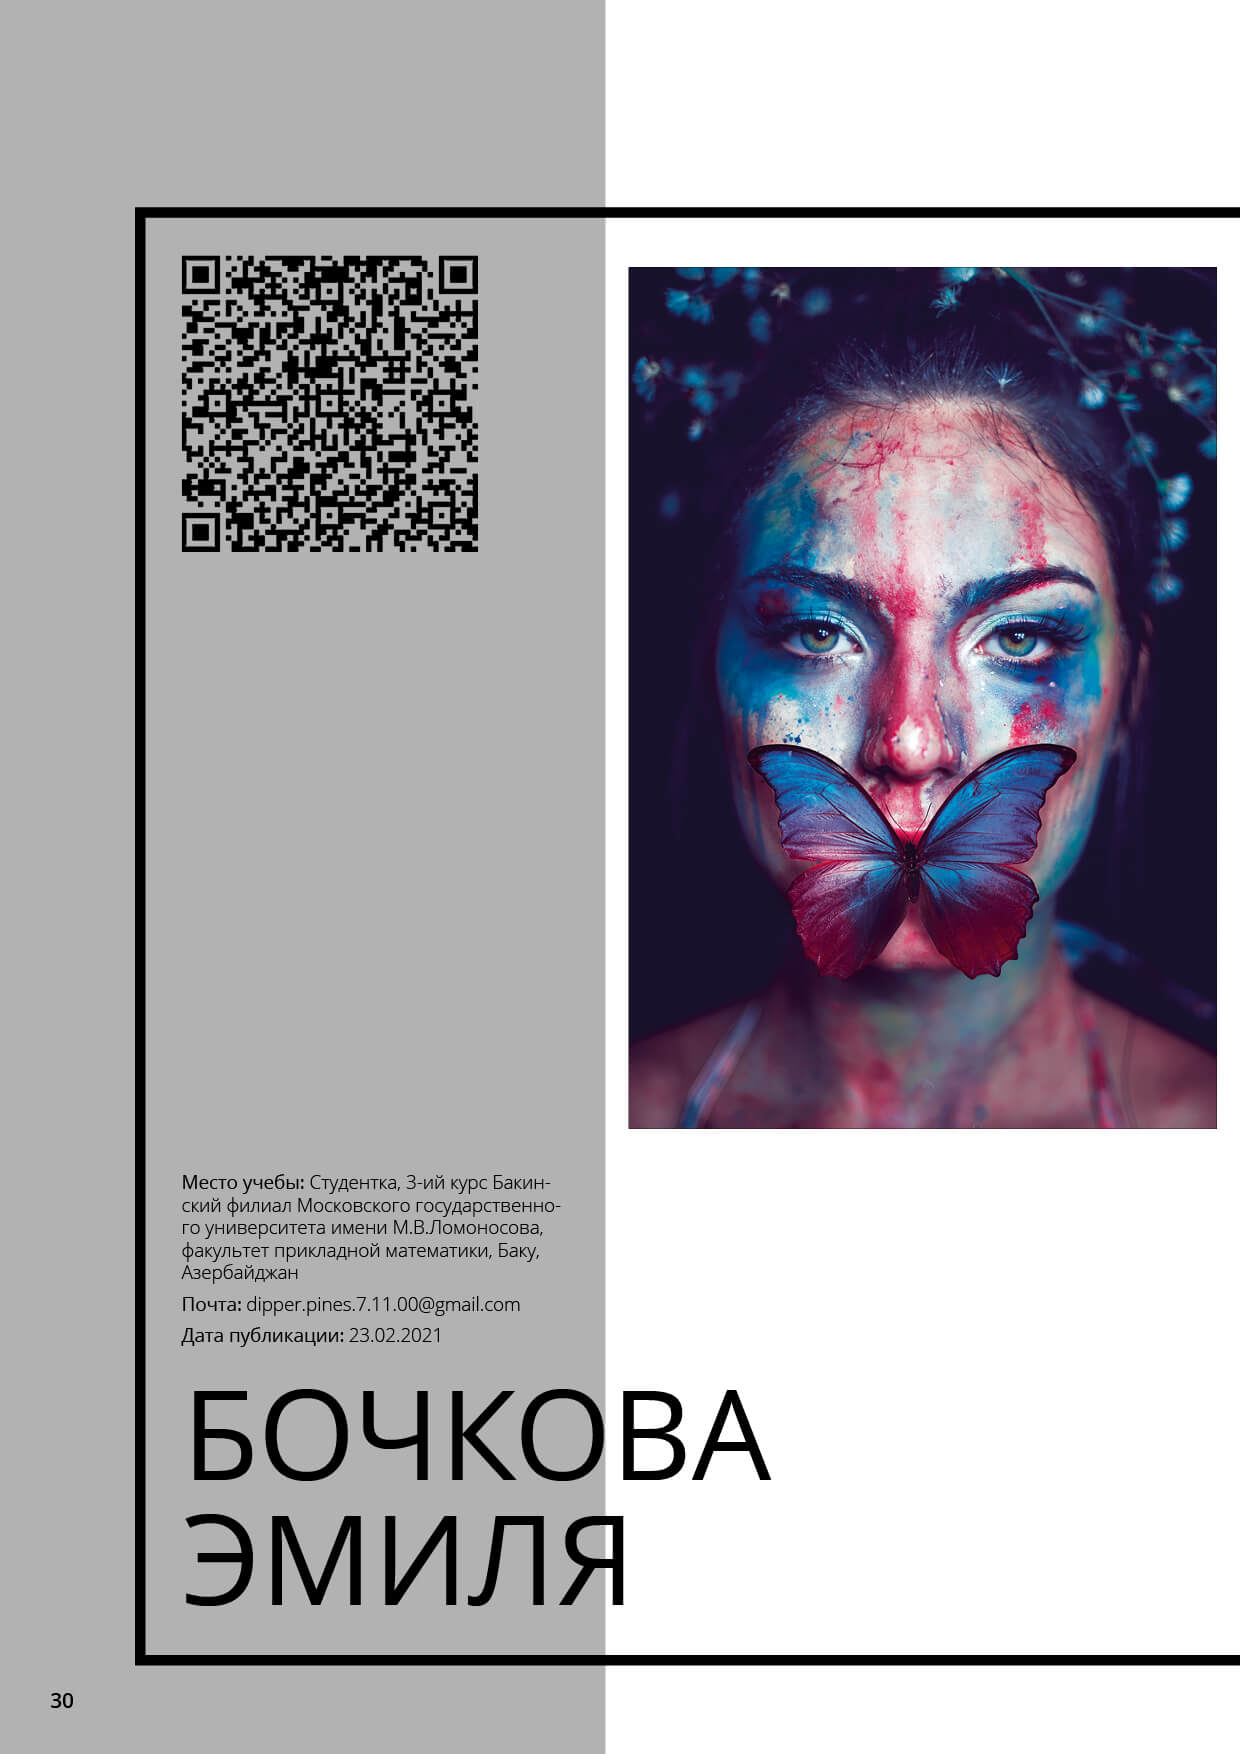 Место учебы: Студентка, 3-ий курс Бакин-
ский филиал Московского государственно-
го университета имени М.В.Ломоносова,
факультет прикладной математики, Баку,
Азербайджан
Почта: dipper.pines.7.11.00@gmail.com
Дата публикации: 23.02.2021
БОЧКОВА
ЭМИЛЯ
30